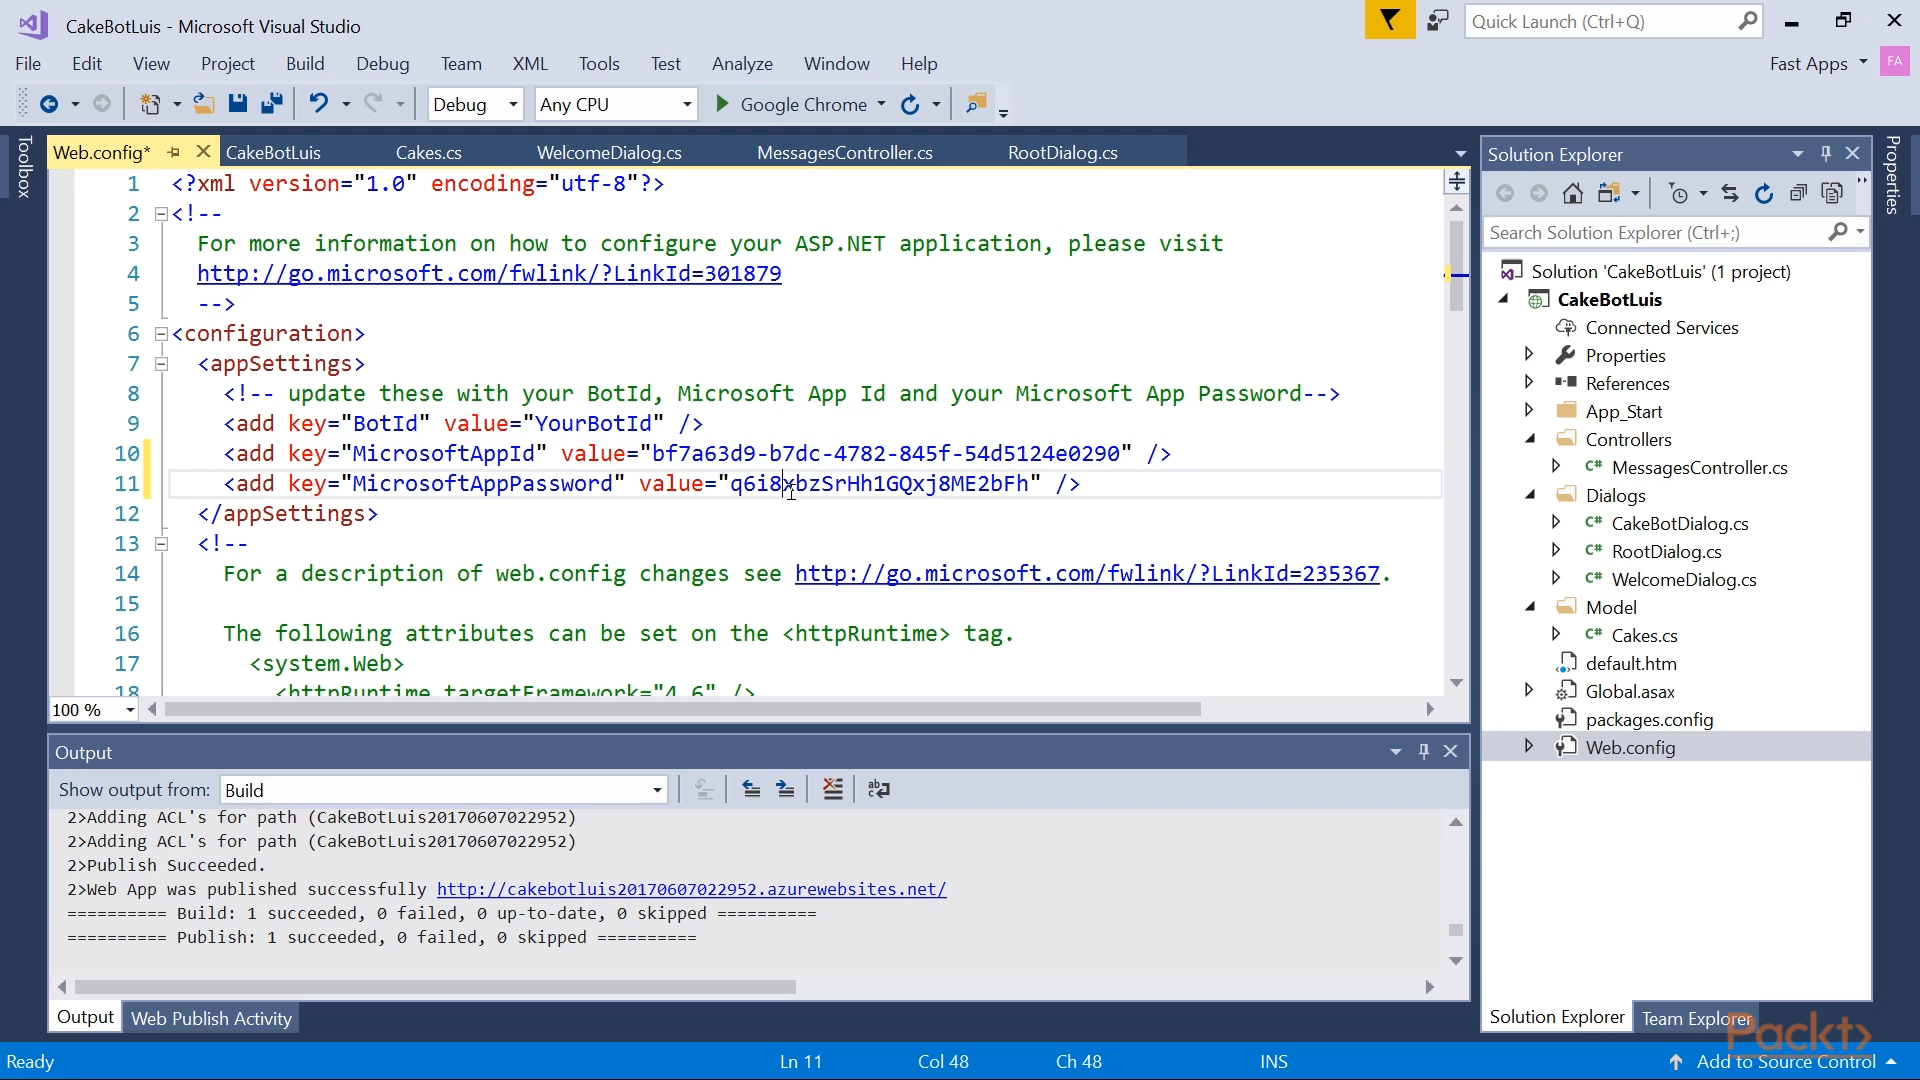 CakeBotLuis - Microsoft Visual Studio
Quick Launch (Ctrl+Q)
File Edit View Project Build Debug Team XML Tools Test Analyze Window Help
Fast Apps FA
Debug Any CPU Google Chrome
Toolbox
Web.config* CakeBotLuis Cakes.cs WelcomeDialog.cs MessagesController.cs RootDialog.cs
1 <?xml version="1.0" encoding="utf-8"?>
2 <!--
3 For more information on how to configure your ASP.NET application, please visit
4 http://go.microsoft.com/fwlink/?LinkId=301879
5 -->
6 <configuration>
7 <appSettings>
8 <!-- update these with your BotId, Microsoft App Id and your Microsoft App Password-->
9 <add key="BotId" value="YourBotId" />
10 <add key="MicrosoftAppId" value="bf7a63d9-b7dc-4782-845f-54d5124e0290" />
11 <add key="MicrosoftAppPassword" value="q6i8xbzSrHh1GQxj8ME2bFh" />
12 </appSettings>
13 <!--
14 For a description of web.config changes see http://go.microsoft.com/fwlink/?LinkId=235367.
15
16 The following attributes can be set on the <httpRuntime> tag.
17 <system.Web>
18 <httpRuntime targetFramework="4.6" />
100 %
Output
Show output from: Build
2>Adding ACL's for path (CakeBotLuis20170607022952)
2>Adding ACL's for path (CakeBotLuis20170607022952)
2>Publish Succeeded.
2>Web App was published successfully http://cakebotluis20170607022952.azurewebsites.net/
========== Build: 1 succeeded, 0 failed, 0 up-to-date, 0 skipped ==========
========== Publish: 1 succeeded, 0 failed, 0 skipped ==========
Output Web Publish Activity
Solution Explorer
Search Solution Explorer (Ctrl+;)
Solution 'CakeBotLuis' (1 project)
CakeBotLuis
Connected Services
Properties
References
App_Start
Controllers
C# MessagesController.cs
Dialogs
C# CakeBotDialog.cs
C# RootDialog.cs
C# WelcomeDialog.cs
Model
C# Cakes.cs
default.htm
Global.asax
packages.config
Web.config
Solution Explorer Team Explorer
Properties
Packt>
Ready Ln 11 Col 48 Ch 48 INS Add to Source Control